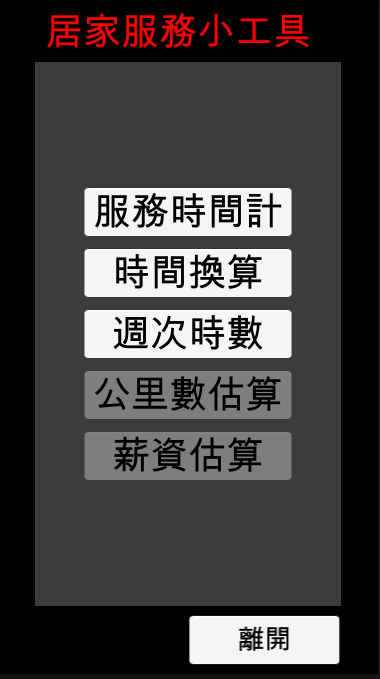 居家服務小工具
服務時間計
時間換算
週次時數
公里數估算
薪資估算
離開